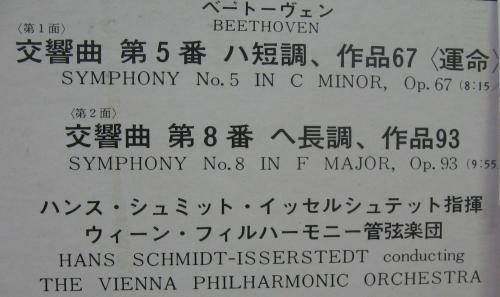 ベートーヴェン
BEETHOVEN
〈第1面〉
交響曲 第5番 ハ短調、作品67〈運命〉
SYMPHONY No.5 IN C MINOR, Op.67 (8:15/
〈第2面〉
交響曲 第8番 ヘ長調、作品93
SYMPHONY No.8 IN F MAJOR, Op.93 (9:55
ハンス・シュミット・イッセルシュテット指揮
ウィーン・フィルハーモニー管弦楽団
HANS SCHMIDT-ISSERSTEDT conducting
THE VIENNA PHILHARMONIC ORCHESTRA